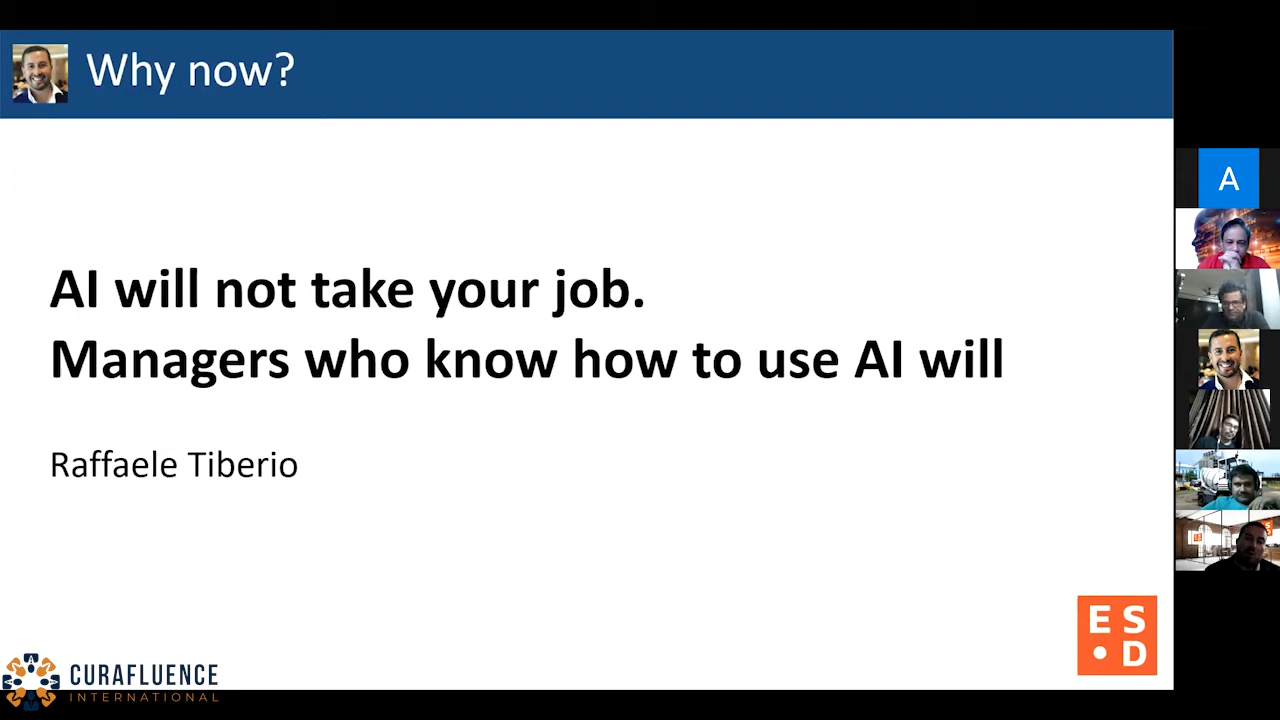 Why now?
AI will not take your job.
Managers who know how to use AI will
Raffaele Tiberio
A
E S
• D
CURAFLUENCE
INTERNATIONAL